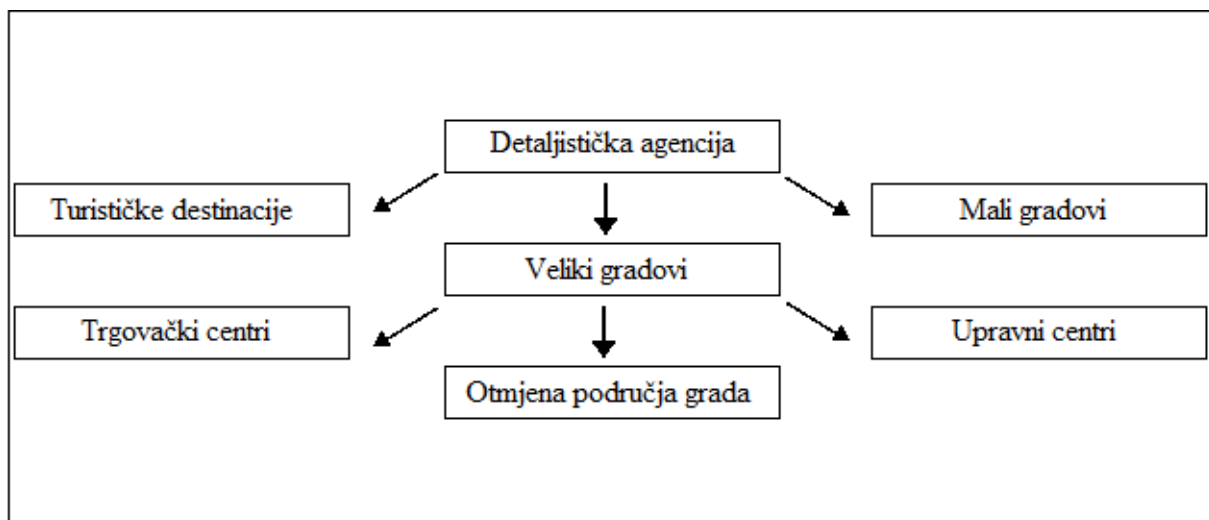 Detaljistička agencija
Turističke destinacije
Mali gradovi
Veliki gradovi
Trgovački centri
Upravni centri
Otmjena područja grada